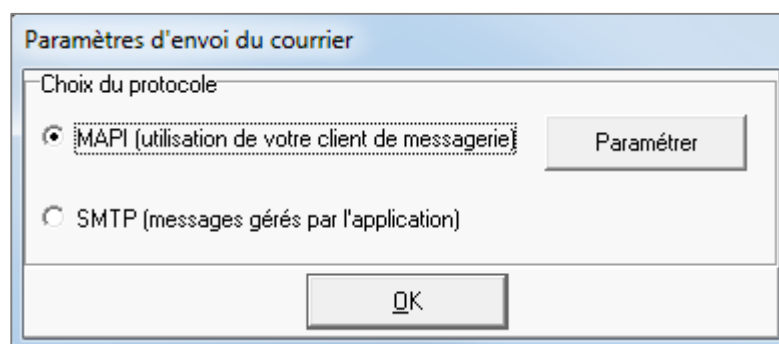 Paramètres d'envoi du courrier
Choix du protocole
MAPI (utilisation de votre client de messagerie)
Paramétrer
SMTP (messages gérés par l'application)
OK